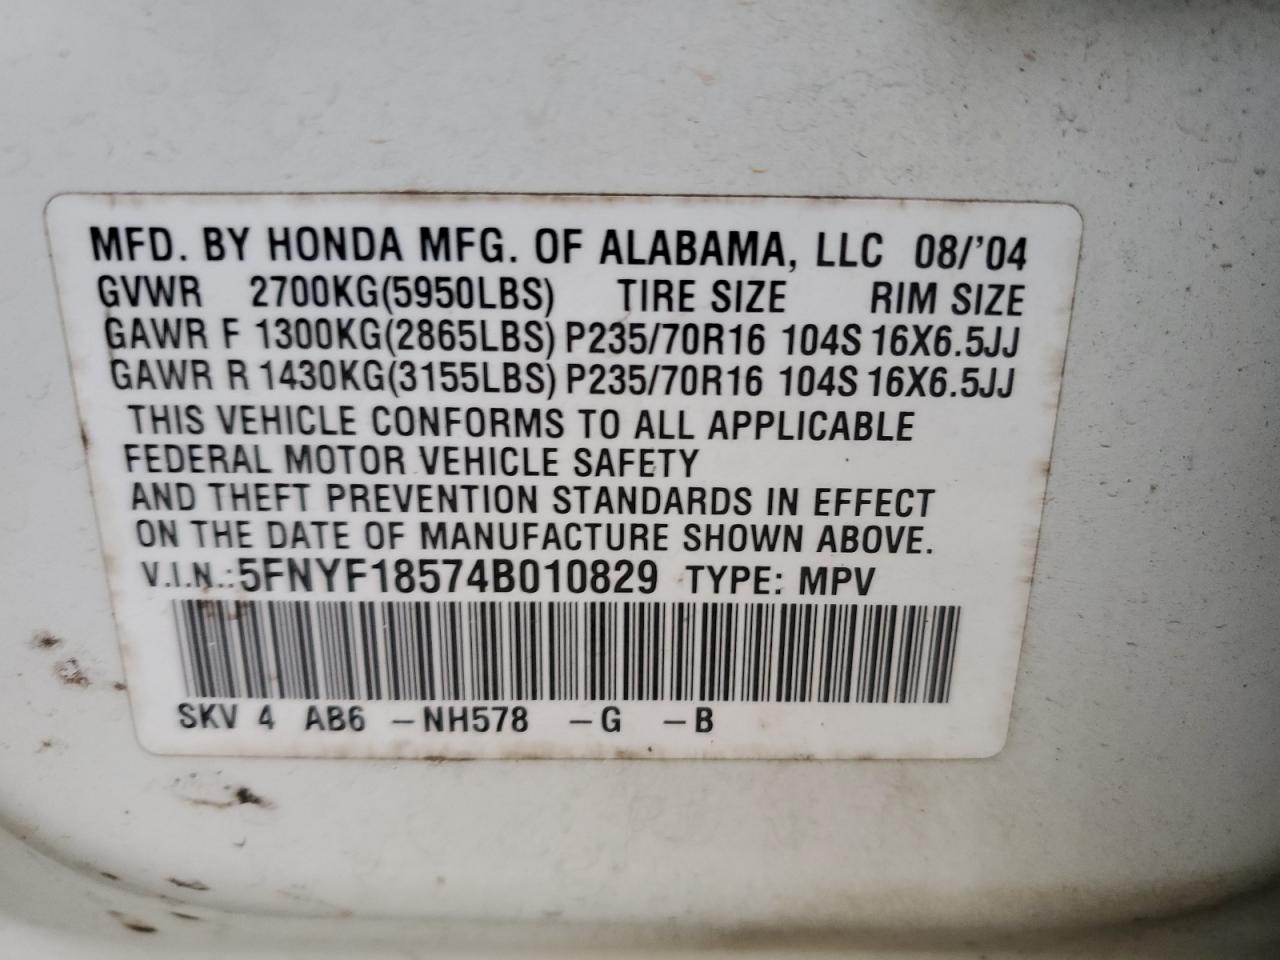 MFD. BY HONDA MFG. OF ALABAMA, LLC 08/'04
GVWR 2700KG(5950LBS) TIRE SIZE RIM SIZE
GAWR F 1300KG(2865LBS) P235/70R16 104S 16X6.5JJ
GAWR R 1430KG(3155LBS) P235/70R16 104S 16X6.5JJ
THIS VEHICLE CONFORMS TO ALL APPLICABLE
FEDERAL MOTOR VEHICLE SAFETY
AND THEFT PREVENTION STANDARDS IN EFFECT
ON THE DATE OF MANUFACTURE SHOWN ABOVE.
V.I.N.:5FNYF18574B010829 TYPE: MPV
SKV 4 AB6 -NH578 -G -B